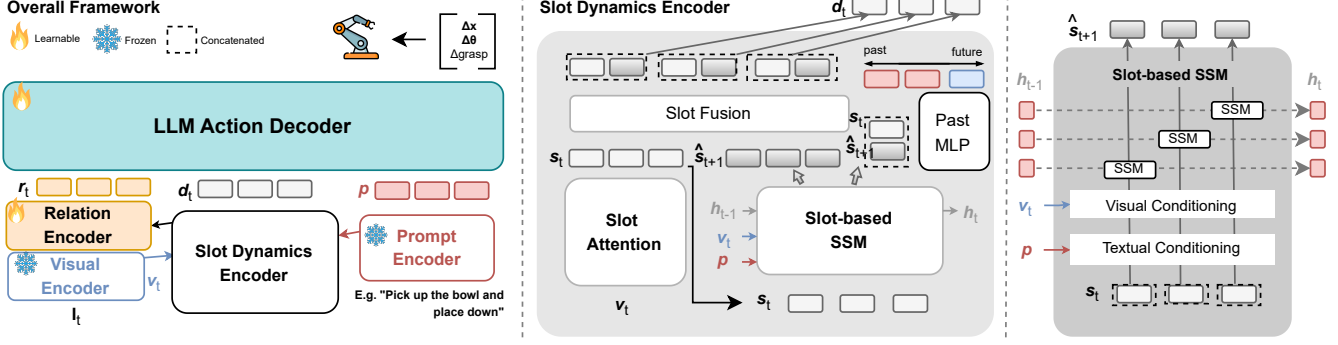 Overall Framework
Learnable
Frozen
Concatenated
Δx
Δθ
Δgrasp
LLM Action Decoder
r_t
d_t
p
Relation
Encoder
Visual
Encoder
v_t
I_t
Slot Dynamics
Encoder
Prompt
Encoder
E.g. "Pick up the bowl and
place down"
Slot Dynamics Encoder
d_t
past
future
Slot Fusion
Past
MLP
s_t
ŝ_t+1
s_t
ŝ_t+1
Slot
Attention
v_t
h_t-1
v_t
p
Slot-based
SSM
h_t
s_t
ŝ_t+1
Slot-based SSM
h_t-1
h_t
SSM
SSM
SSM
v_t
Visual Conditioning
p
Textual Conditioning
s_t